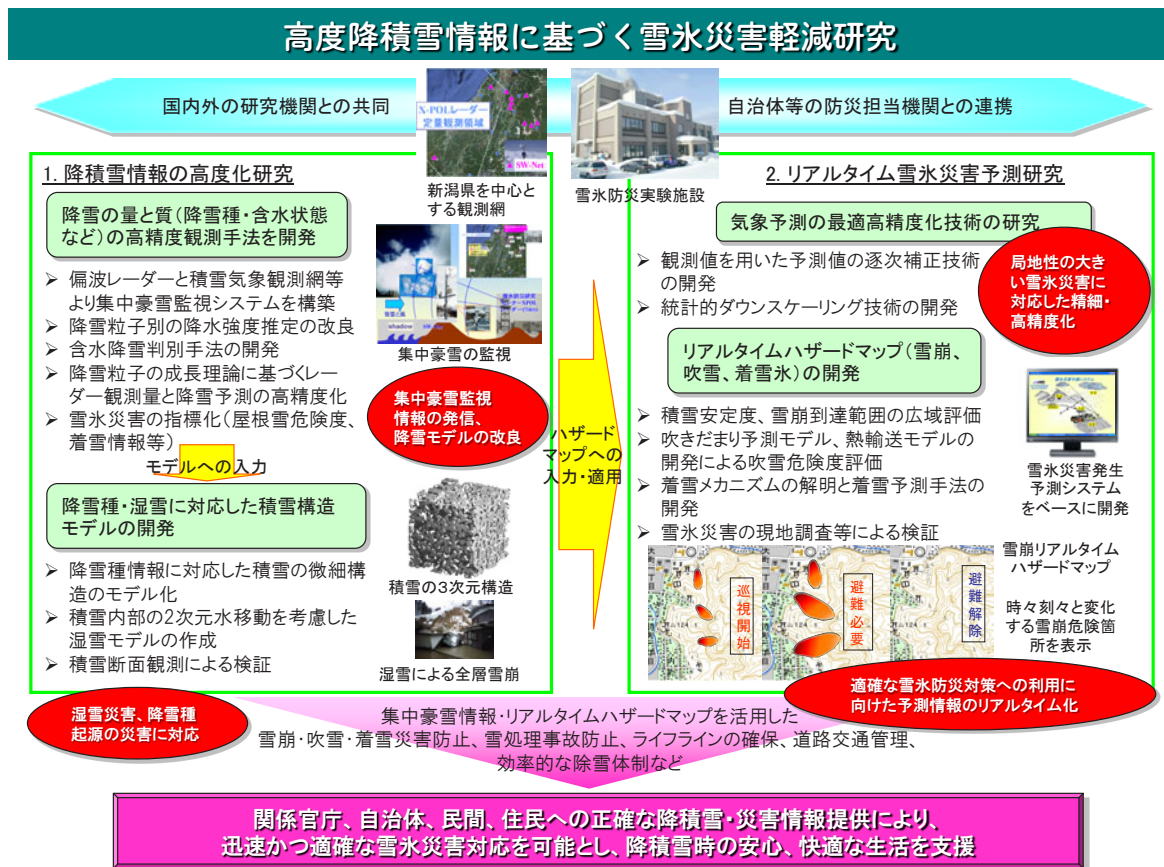 高度降積雪情報に基づく雪氷災害軽減研究
国内外の研究機関との共同
自治体等の防災担当機関との連携
X-POLレーダー
定量観測領域
SW-Net
新潟県を中心と
する観測網
雪氷防災実験施設
1. 降積雪情報の高度化研究
降雪の量と質(降雪種・含水状態
など)の高精度観測手法を開発
➢ 偏波レーダーと積雪気象観測網等
より集中豪雪監視システムを構築
➢ 降雪粒子別の降水強度推定の改良
➢ 含水降雪判別手法の開発
➢ 降雪粒子の成長理論に基づくレー
ダー観測量と降雪予測の高精度化
➢ 雪氷災害の指標化(屋根雪危険度、
着雪情報等)
shadow
集中豪雪の監視
集中豪雪監視
情報の発信、
降雪モデルの改良
モデルへの入力
降雪種・湿雪に対応した積雪構造
モデルの開発
➢ 降雪種情報に対応した積雪の微細構
造のモデル化
➢ 積雪内部の2次元水移動を考慮した
湿雪モデルの作成
➢ 積雪断面観測による検証
積雪の3次元構造
湿雪による全層雪崩
湿雪災害、降雪種
起源の災害に対応
ハザード
マップへの
入力・適用
2. リアルタイム雪氷災害予測研究
気象予測の最適高精度化技術の研究
➢ 観測値を用いた予測値の逐次補正技術
の開発
➢ 統計的ダウンスケーリング技術の開発
局地性の大き
い雪氷災害に
対応した精細・
高精度化
リアルタイムハザードマップ(雪崩、
吹雪、着雪氷)の開発
➢ 積雪安定度、雪崩到達範囲の広域評価
➢ 吹きだまり予測モデル、熱輸送モデルの
開発による吹雪危険度評価
➢ 着雪メカニズムの解明と着雪予測手法の
開発
➢ 雪氷災害の現地調査等による検証
雪氷災害発生
予測システム
をベースに開発
巡視開始
避難必要
避難解除
雪崩リアルタイム
ハザードマップ
時々刻々と変化
する雪崩危険箇
所を表示
適確な雪氷防災対策への利用に
向けた予測情報のリアルタイム化
集中豪雪情報・リアルタイムハザードマップを活用した
雪崩・吹雪・着雪災害防止、雪処理事故防止、ライフラインの確保、道路交通管理、
効率的な除雪体制など
関係官庁、自治体、民間、住民への正確な降積雪・災害情報提供により、
迅速かつ適確な雪氷災害対応を可能とし、降積雪時の安心、快適な生活を支援